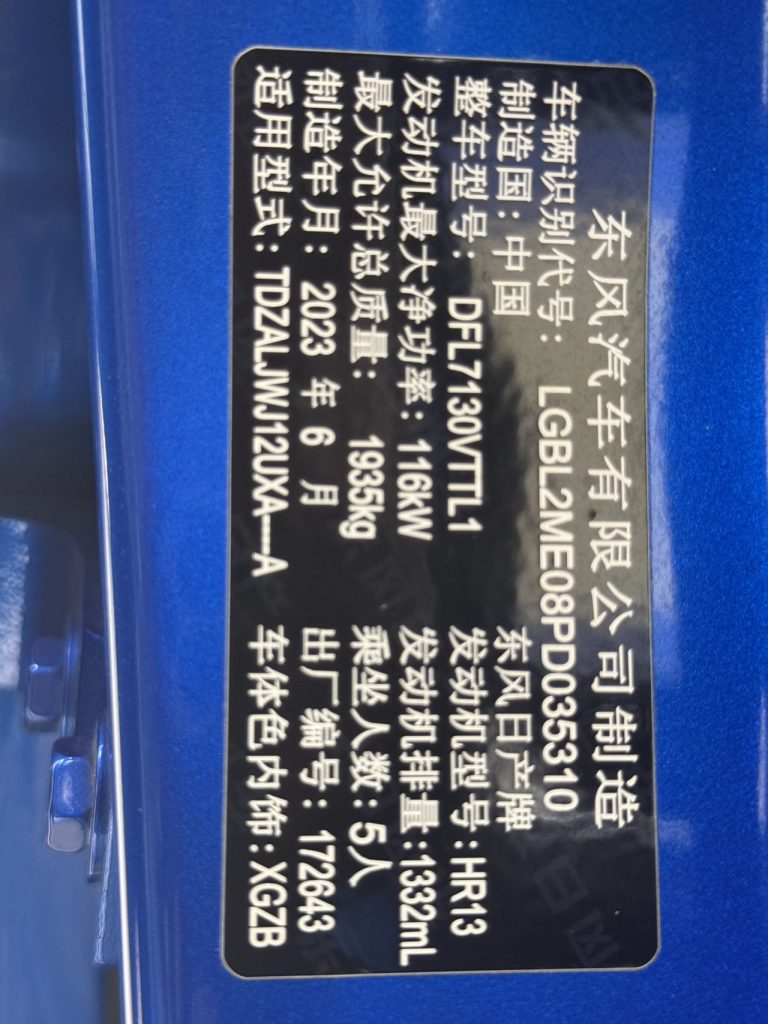 东风汽车有限公司制造
车辆识别代号: LGBL2ME08PD035310
制造国: 中国 东风日产牌
整车型号: DFL7130VTTL1 发动机型号: HR13
发动机最大净功率: 116kW 发动机排量: 1332mL
最大允许总质量: 1935kg 乘坐人数: 5人
制造年月: 2023 年 6 月 出厂编号: 172643
适用型式: TDZALJWJ12UXA----A 车体色内饰: XGZB